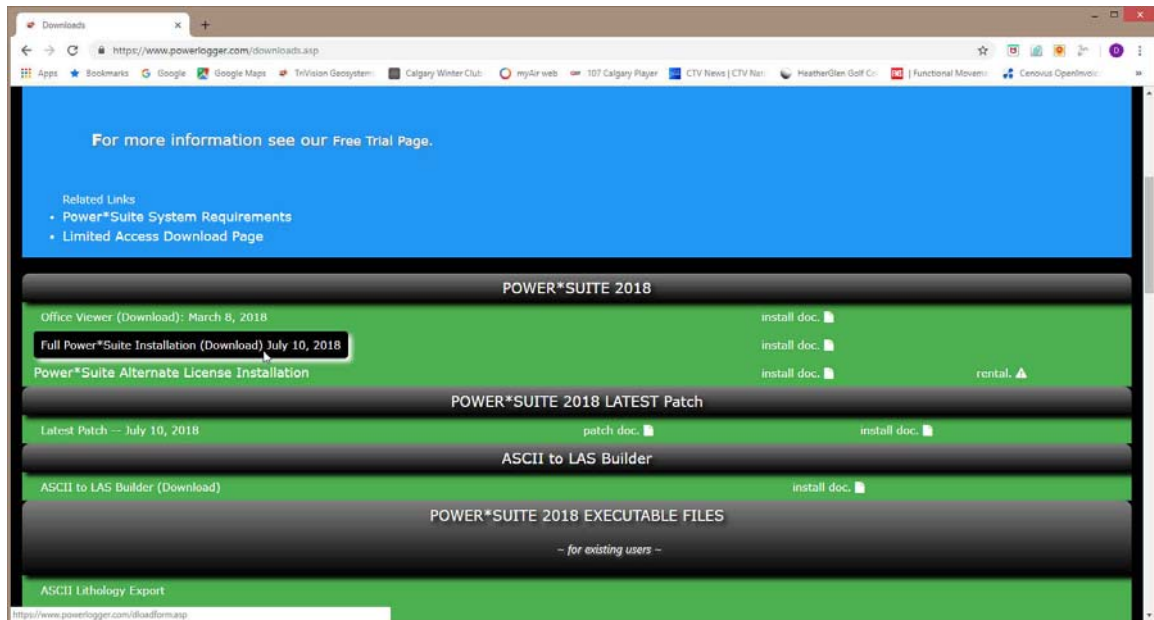 Downloads
https://www.powerlogger.com/downloads.asp
Apps Bookmarks Google Google Maps TriVision Geosystem Calgary Winter Club myAir web 107 Calgary Player CTV News | CTV Nat HeatherGlen Golf Co | Functional Moveme Cenovus OpenInvoic
For more information see our Free Trial Page.
Related Links
• Power*Suite System Requirements
• Limited Access Download Page
POWER*SUITE 2018
Office Viewer (Download): March 8, 2018 install doc.
Full Power*Suite Installation (Download) July 10, 2018 install doc.
Power*Suite Alternate License Installation install doc. rental.
POWER*SUITE 2018 LATEST Patch
Latest Patch -- July 10, 2018 patch doc. install doc.
ASCII to LAS Builder
ASCII to LAS Builder (Download) install doc.
POWER*SUITE 2018 EXECUTABLE FILES
~ for existing users ~
ASCII Lithology Export
https://www.powerlogger.com/dloadform.asp